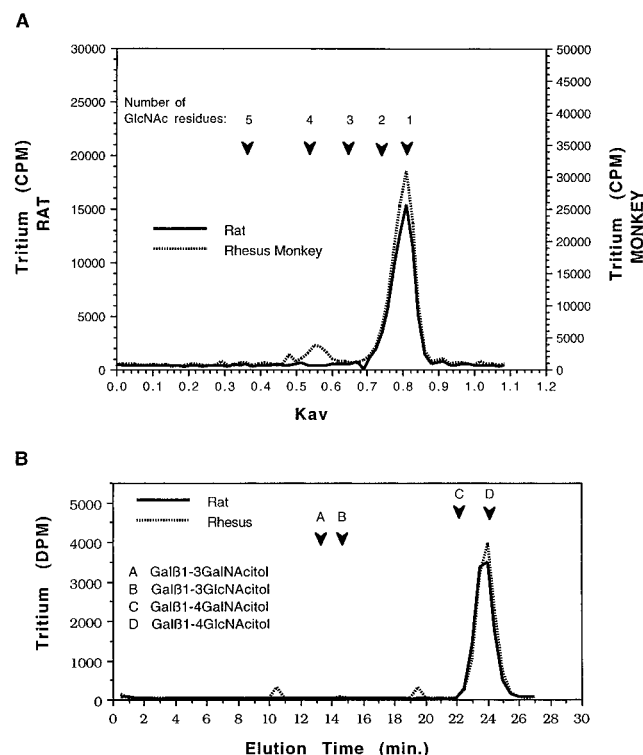 A
Number of
GlcNAc residues: 5 4 3 2 1
Tritium (CPM)
RAT
30000
25000
20000
15000
10000
5000
0
Rat
Rhesus Monkey
50000
45000
40000
35000
30000
25000
20000
15000
10000
5000
0
Tritium (CPM)
MONKEY
0.0 0.1 0.2 0.3 0.4 0.5 0.6 0.7 0.8 0.9 1.0 1.1 1.2
Kav
B
Tritium (DPM)
5000
4000
3000
2000
1000
0
Rat
Rhesus
A B C D
A Galß1-3GalNAcitol
B Galß1-3GlcNAcitol
C Galß1-4GalNAcitol
D Galß1-4GlcNAcitol
0 2 4 6 8 10 12 14 16 18 20 22 24 26 28 30
Elution Time (min.)